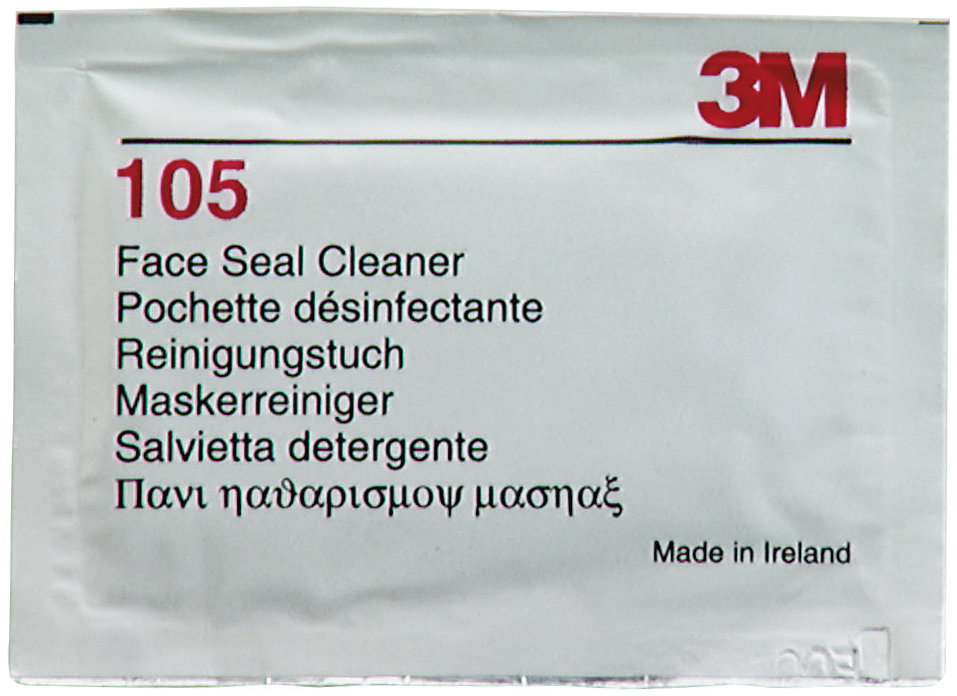 3M
105
Face Seal Cleaner
Pochette désinfectante
Reinigungstuch
Maskerreiniger
Salvietta detergente
Πανι ηαϑαρισμοψ μασηαξ
Made in Ireland